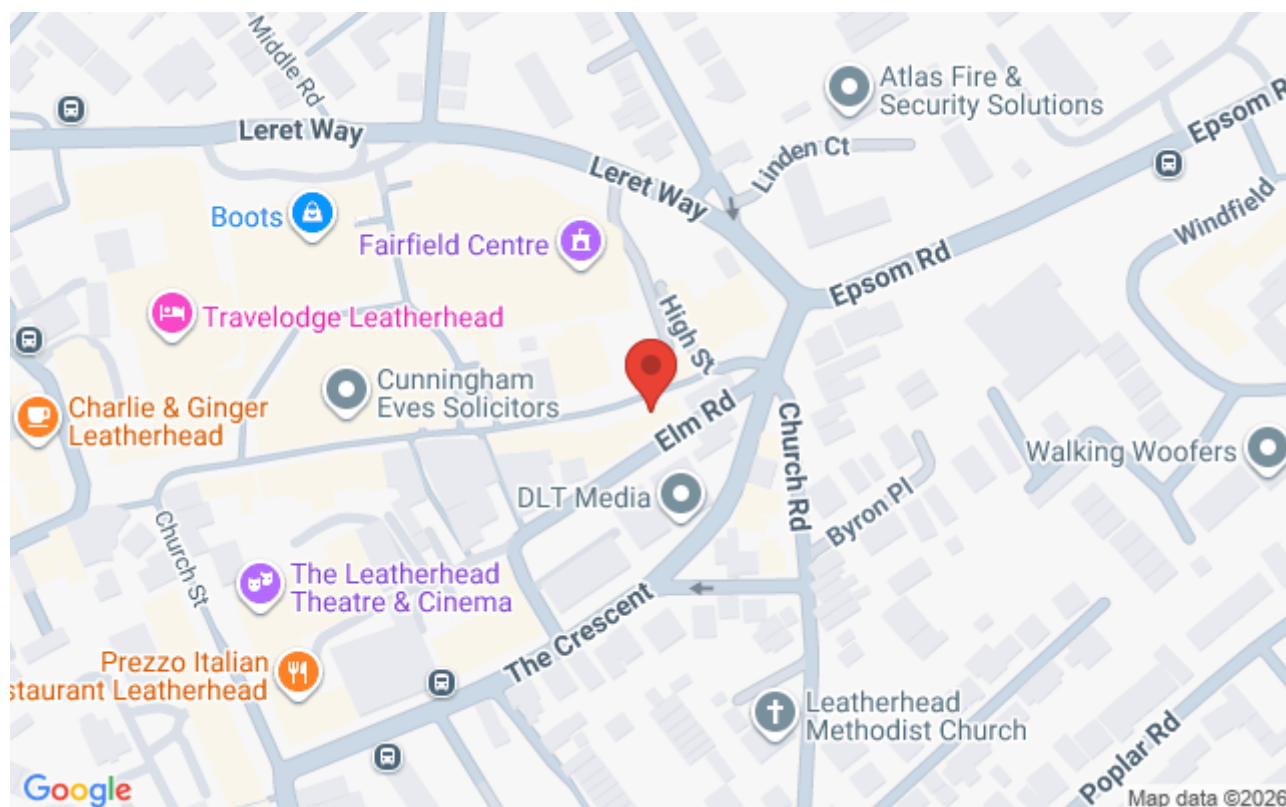 Middle Rd
Leret Way
Atlas Fire &
Security Solutions
Epsom R
Linden Ct
Leret Way
Boots
Fairfield Centre
Windfield
Epsom Rd
Travelodge Leatherhead
High St
Cunningham
Eves Solicitors
Charlie & Ginger
Leatherhead
Elm Rd
Church Rd
Walking Woofers
DLT Media
Byron Pl
Church St
The Leatherhead
Theatre & Cinema
The Crescent
Prezzo Italian
staurant Leatherhead
Leatherhead
Methodist Church
Poplar Rd
Google
Map data ©2026